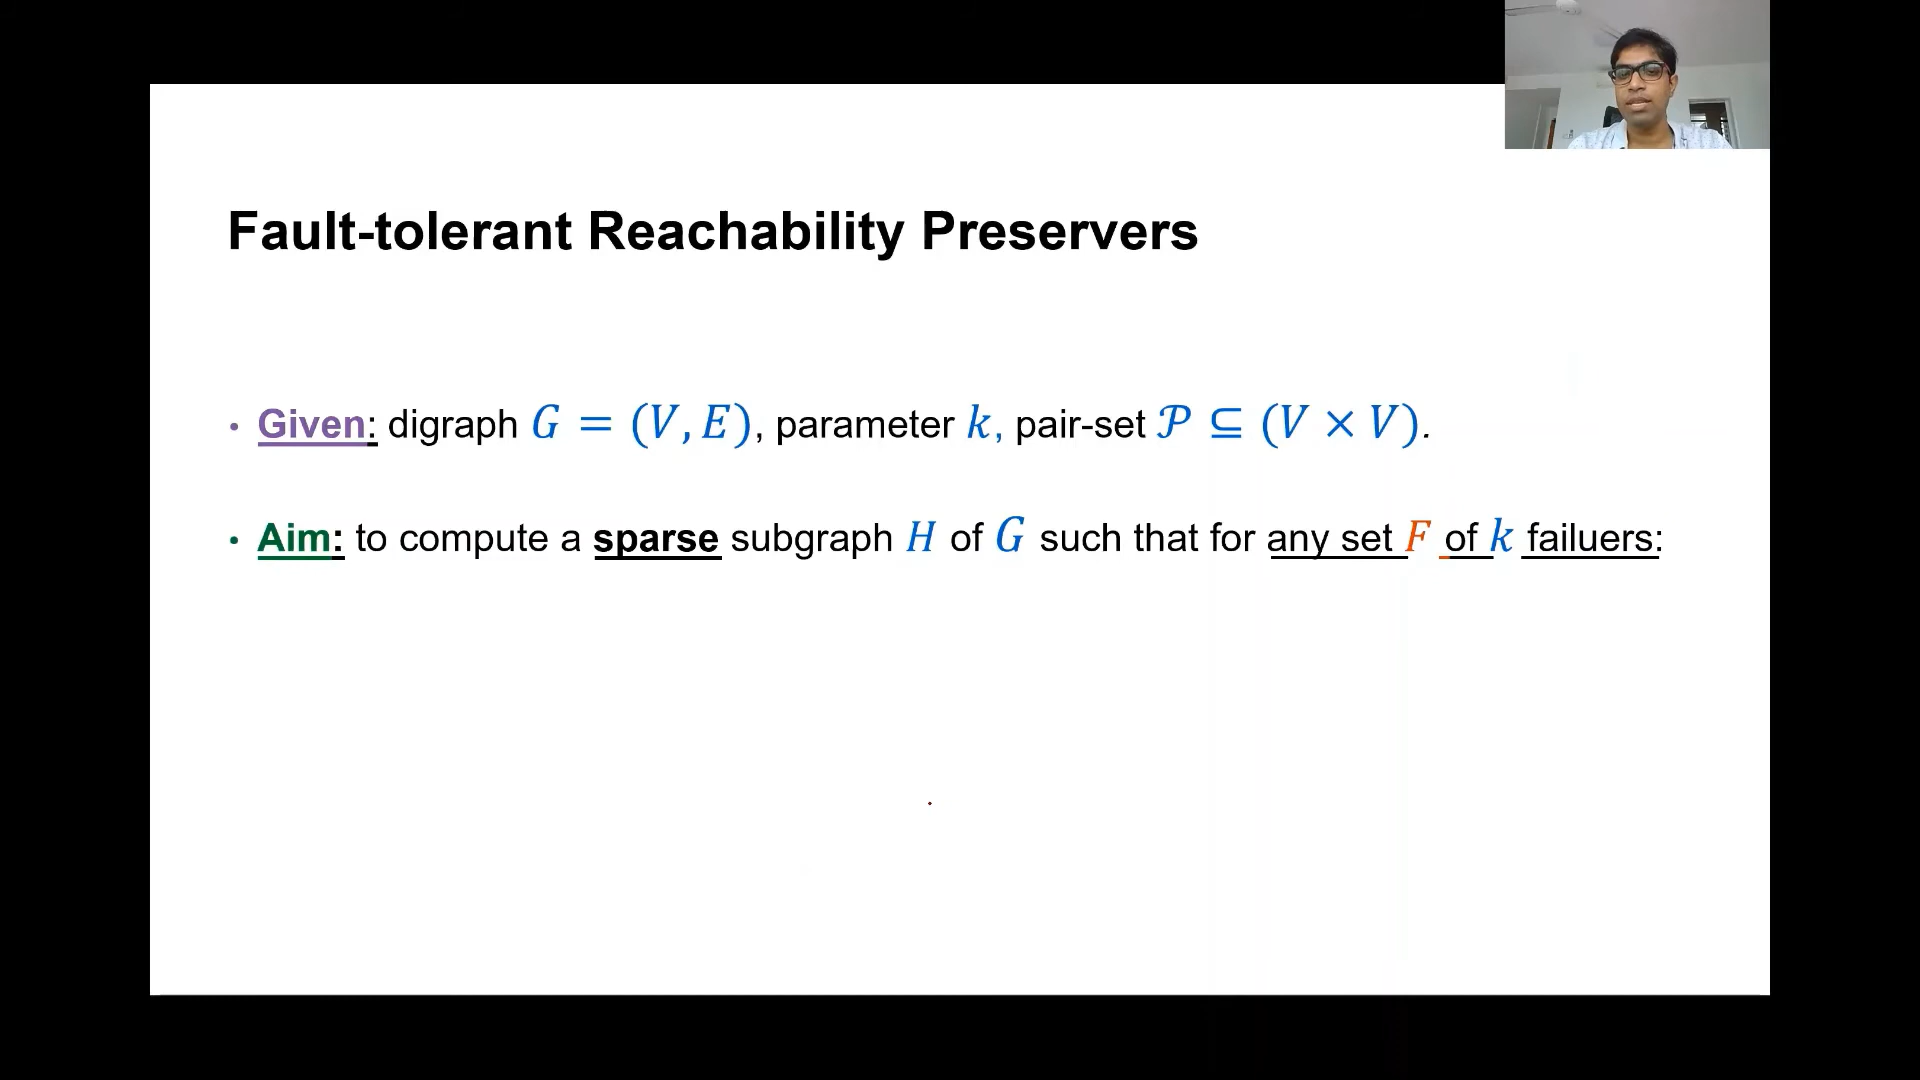 Fault-tolerant Reachability Preservers
• Given: digraph G = (V, E), parameter k, pair-set 𝒫 ⊆ (V × V).
• Aim: to compute a sparse subgraph H of G such that for any set F of k failuers: